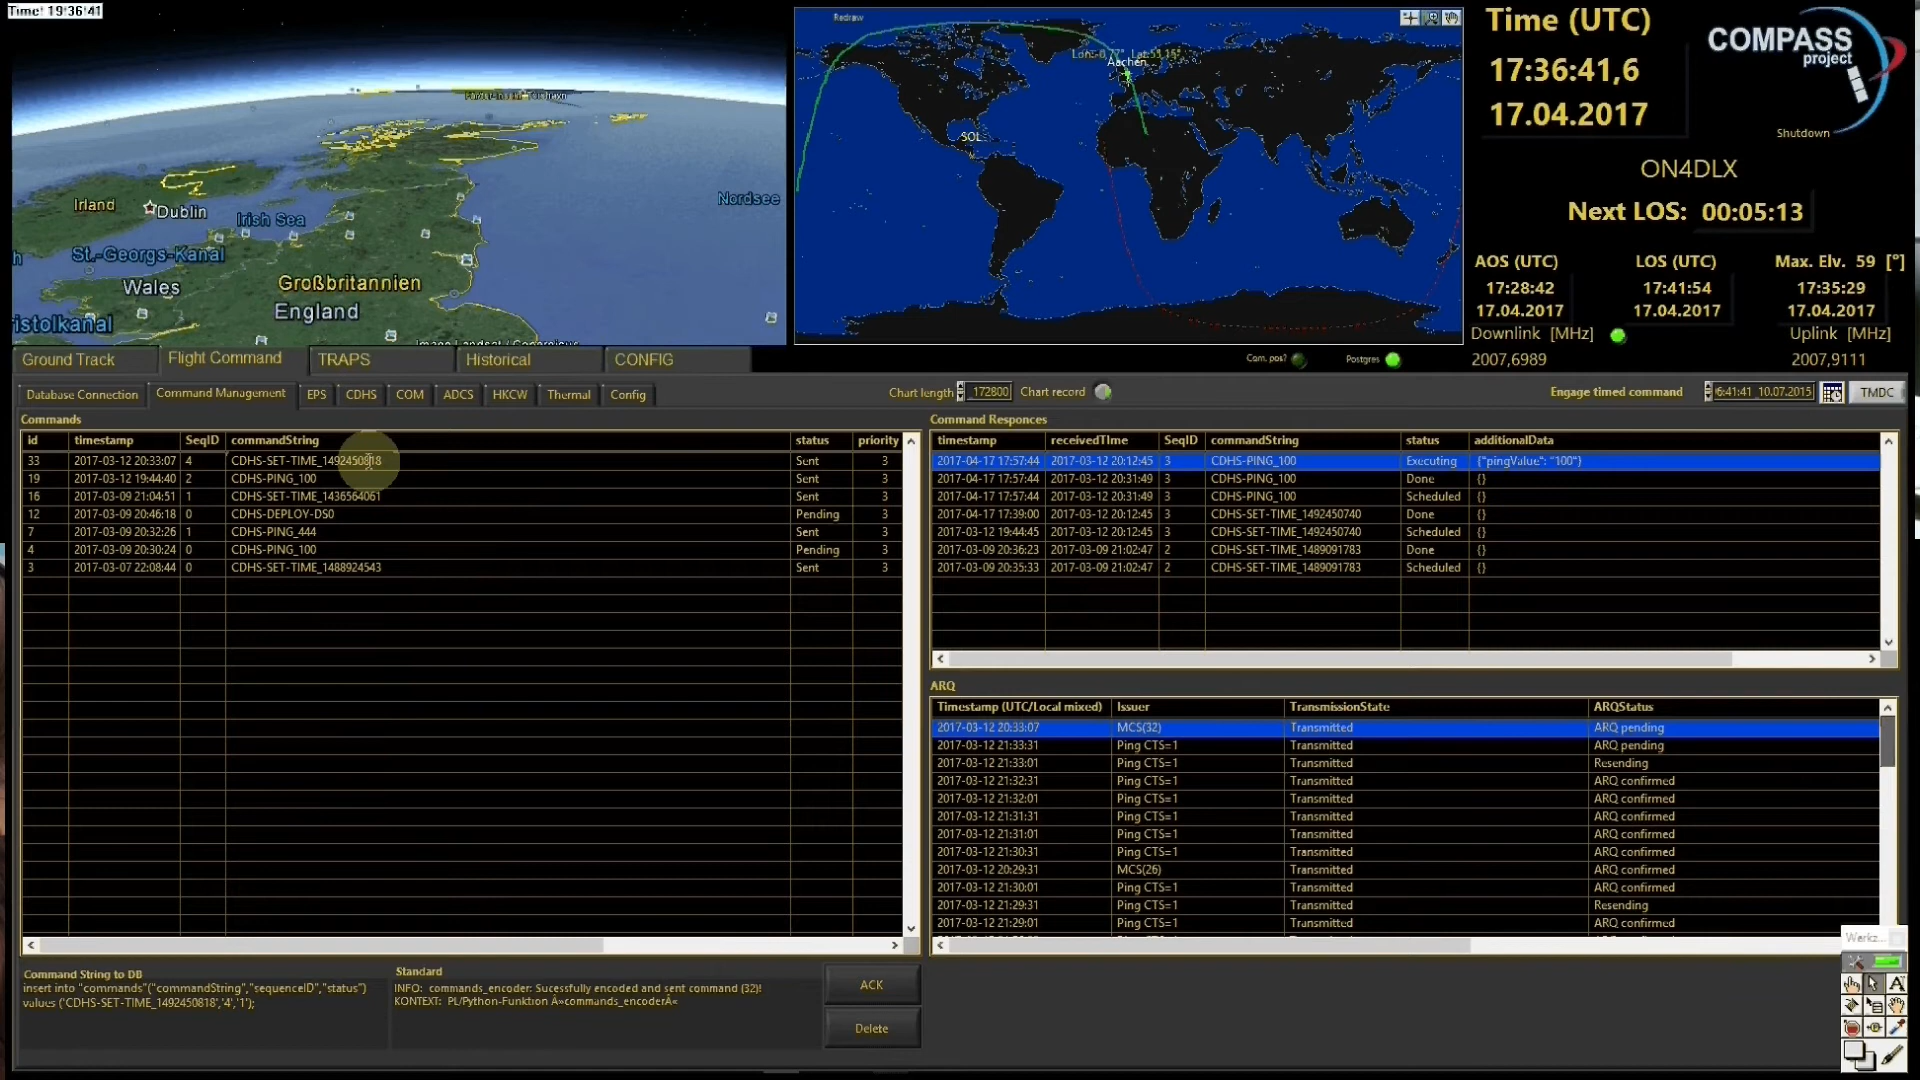 Time: 19:36:41
Irland
Dublin
Irish Sea
Nordsee
St.-Georgs-Kanal
Wales
Großbritannien
England
ristolkanal
Redraw
Aachen
SOL
Time (UTC)
17:36:41,6
17.04.2017
COMPASS
project
Shutdown
ON4DLX
Next LOS: 00:05:13
AOS (UTC) LOS (UTC) Max. Elv. 59 [°]
17:28:42 17:41:54 17:35:29
17.04.2017 17.04.2017 17.04.2017
Downlink [MHz] Uplink [MHz]
2007,6989 2007,9111
Ground Track Flight Command TRAPS Historical CONFIG
Com. pos? Postgres
Database Connection Command Management EPS CDHS COM ADCS HKCW Thermal Config
Chart length 172800 Chart record Engage timed command 6:41:41 10.07.2015 TMDC
Commands
id timestamp SeqID commandString status priority
33 2017-03-12 20:33:07 4 CDHS-SET-TIME_1492450818 Sent 3
19 2017-03-12 19:44:40 2 CDHS-PING_100 Sent 3
16 2017-03-09 21:04:51 1 CDHS-SET-TIME_1436564061 Sent 3
12 2017-03-09 20:46:18 0 CDHS-DEPLOY-DS0 Pending 3
7 2017-03-09 20:32:26 1 CDHS-PING_444 Sent 3
4 2017-03-09 20:30:24 0 CDHS-PING_100 Pending 3
3 2017-03-07 22:08:44 0 CDHS-SET-TIME_1488924543 Sent 3
Command Responces
timestamp receivedTIme SeqID commandString status additionalData
2017-04-17 17:57:44 2017-03-12 20:12:45 3 CDHS-PING_100 Executing {"pingValue": "100"}
2017-04-17 17:57:44 2017-03-12 20:31:49 3 CDHS-PING_100 Done {}
2017-04-17 17:57:44 2017-03-12 20:31:49 3 CDHS-PING_100 Scheduled {}
2017-04-17 17:39:00 2017-03-12 20:12:45 3 CDHS-SET-TIME_1492450740 Done {}
2017-03-12 19:44:45 2017-03-12 20:12:45 3 CDHS-SET-TIME_1492450740 Scheduled {}
2017-03-09 20:36:23 2017-03-09 21:02:47 2 CDHS-SET-TIME_1489091783 Done {}
2017-03-09 20:35:33 2017-03-09 21:02:47 2 CDHS-SET-TIME_1489091783 Scheduled {}
ARQ
Timestamp (UTC/Local mixed) Issuer TransmissionState ARQStatus
2017-03-12 20:33:07 MCS(32) Transmitted ARQ pending
2017-03-12 21:33:31 Ping CTS=1 Transmitted ARQ pending
2017-03-12 21:33:01 Ping CTS=1 Transmitted Resending
2017-03-12 21:32:31 Ping CTS=1 Transmitted ARQ confirmed
2017-03-12 21:32:01 Ping CTS=1 Transmitted ARQ confirmed
2017-03-12 21:31:31 Ping CTS=1 Transmitted ARQ confirmed
2017-03-12 21:31:01 Ping CTS=1 Transmitted ARQ confirmed
2017-03-12 21:30:31 Ping CTS=1 Transmitted ARQ confirmed
2017-03-12 20:29:31 MCS(26) Transmitted ARQ confirmed
2017-03-12 21:30:01 Ping CTS=1 Transmitted ARQ confirmed
2017-03-12 21:29:31 Ping CTS=1 Transmitted Resending
2017-03-12 21:29:01 Ping CTS=1 Transmitted ARQ confirmed
Command String to DB
insert into "commands"("commandString","sequenceID","status")
values ('CDHS-SET-TIME_1492450818','4','1');
Standard
INFO: commands_encoder: Sucessfully encoded and sent command (32)!
KONTEXT: PL/Python-Funktion Â»commands_encoderÂ«
ACK
Delete
Werkz...